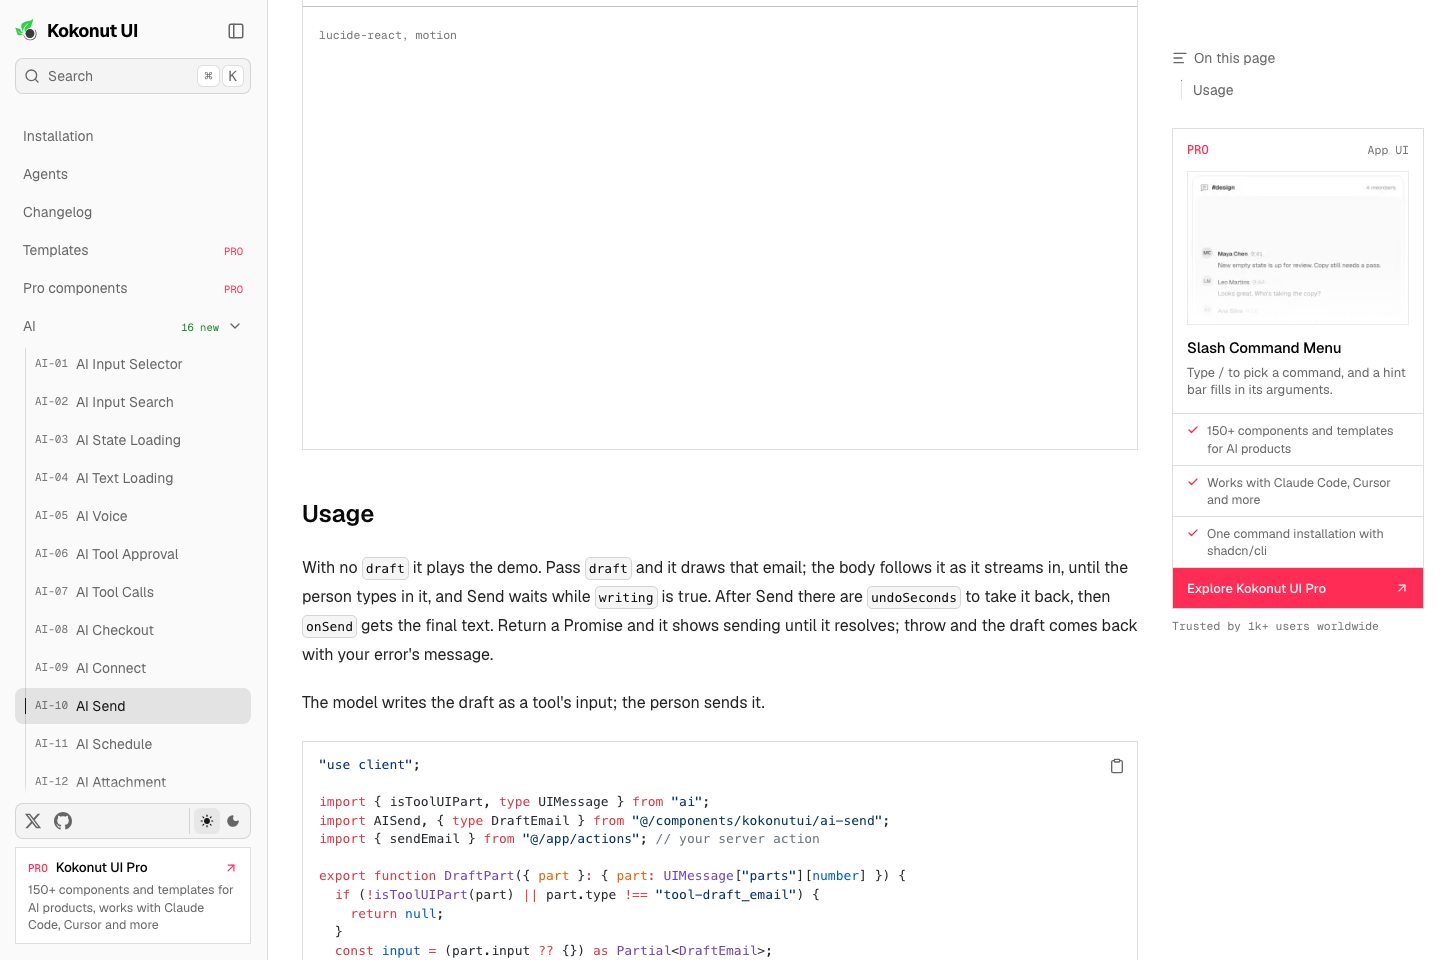 Kokonut UI
Search ⌘ K
Installation
Agents
Changelog
Templates PRO
Pro components PRO
AI 16 new
AI-01 AI Input Selector
AI-02 AI Input Search
AI-03 AI State Loading
AI-04 AI Text Loading
AI-05 AI Voice
AI-06 AI Tool Approval
AI-07 AI Tool Calls
AI-08 AI Checkout
AI-09 AI Connect
AI-10 AI Send
AI-11 AI Schedule
AI-12 AI Attachment
PRO Kokonut UI Pro
150+ components and templates for
AI products, works with Claude
Code, Cursor and more
lucide-react, motion
Usage
With no draft it plays the demo. Pass draft and it draws that email; the body follows it as it streams in, until the
person types in it, and Send waits while writing is true. After Send there are undoSeconds to take it back, then
onSend gets the final text. Return a Promise and it shows sending until it resolves; throw and the draft comes back
with your error's message.
The model writes the draft as a tool's input; the person sends it.
"use client";
import { isToolUIPart, type UIMessage } from "ai";
import AISend, { type DraftEmail } from "@/components/kokonutui/ai-send";
import { sendEmail } from "@/app/actions"; // your server action
export function DraftPart({ part }: { part: UIMessage["parts"][number] }) {
  if (!isToolUIPart(part) || part.type !== "tool-draft_email") {
    return null;
  }
  const input = (part.input ?? {}) as Partial<DraftEmail>;
On this page
Usage
PRO App UI
#design 4 members
MC Maya Chen 9:41
New empty state is up for review. Copy still needs a pass.
LM Leo Martins 9:44
Looks great. Who's taking the copy?
Slash Command Menu
Type / to pick a command, and a hint
bar fills in its arguments.
150+ components and templates
for AI products
Works with Claude Code, Cursor
and more
One command installation with
shadcn/cli
Explore Kokonut UI Pro
Trusted by 1k+ users worldwide